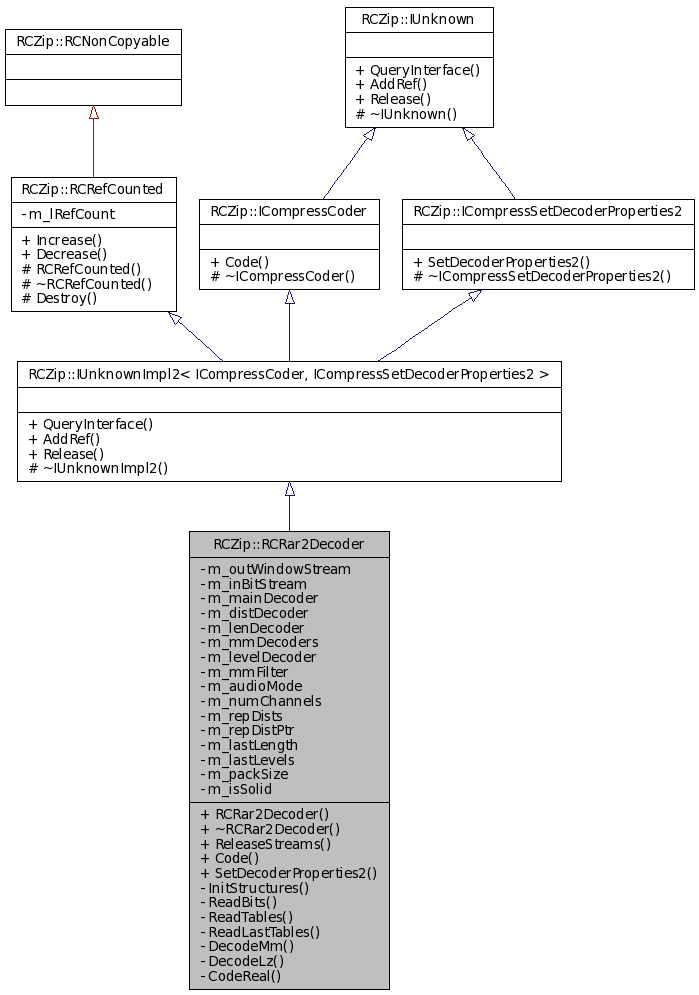 RCZip::IUnknown
+ QueryInterface()
+ AddRef()
+ Release()
# ~IUnknown()
RCZip::RCNonCopyable
RCZip::RCRefCounted
- m_lRefCount
+ Increase()
+ Decrease()
# RCRefCounted()
# ~RCRefCounted()
# Destroy()
RCZip::ICompressCoder
+ Code()
# ~ICompressCoder()
RCZip::ICompressSetDecoderProperties2
+ SetDecoderProperties2()
# ~ICompressSetDecoderProperties2()
RCZip::IUnknownImpl2< ICompressCoder, ICompressSetDecoderProperties2 >
+ QueryInterface()
+ AddRef()
+ Release()
# ~IUnknownImpl2()
RCZip::RCRar2Decoder
- m_outWindowStream
- m_inBitStream
- m_mainDecoder
- m_distDecoder
- m_lenDecoder
- m_mmDecoders
- m_levelDecoder
- m_mmFilter
- m_audioMode
- m_numChannels
- m_repDists
- m_repDistPtr
- m_lastLength
- m_lastLevels
- m_packSize
- m_isSolid
+ RCRar2Decoder()
+ ~RCRar2Decoder()
+ ReleaseStreams()
+ Code()
+ SetDecoderProperties2()
- InitStructures()
- ReadBits()
- ReadTables()
- ReadLastTables()
- DecodeMm()
- DecodeLz()
- CodeReal()